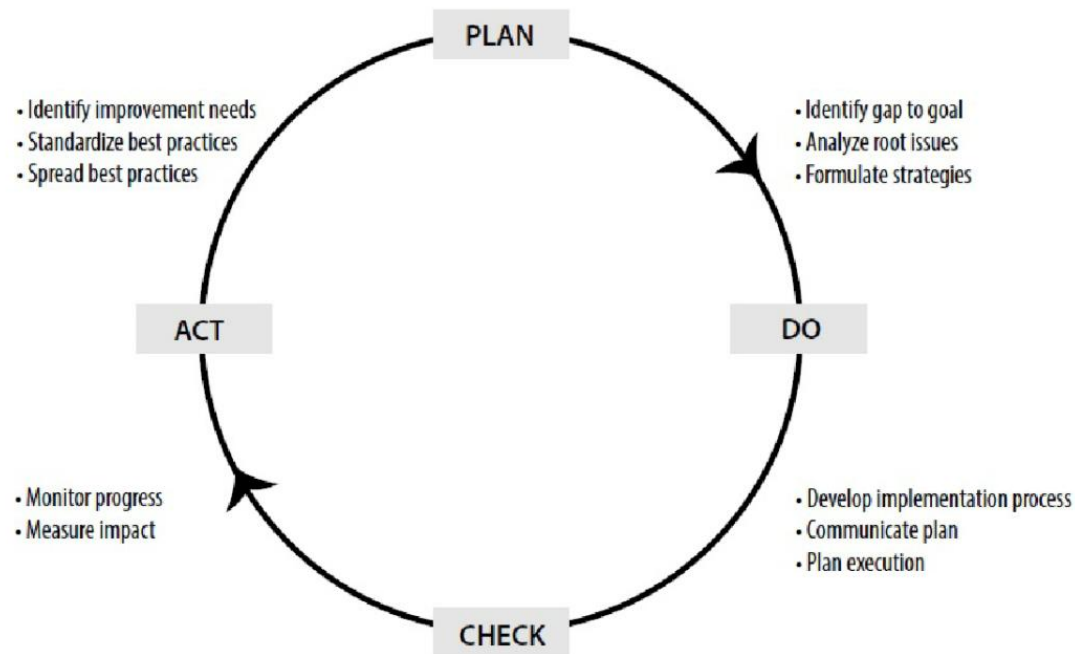 PLAN
• Identify improvement needs
• Standardize best practices
• Spread best practices
• Identify gap to goal
• Analyze root issues
• Formulate strategies
ACT
DO
• Monitor progress
• Measure impact
• Develop implementation process
• Communicate plan
• Plan execution
CHECK